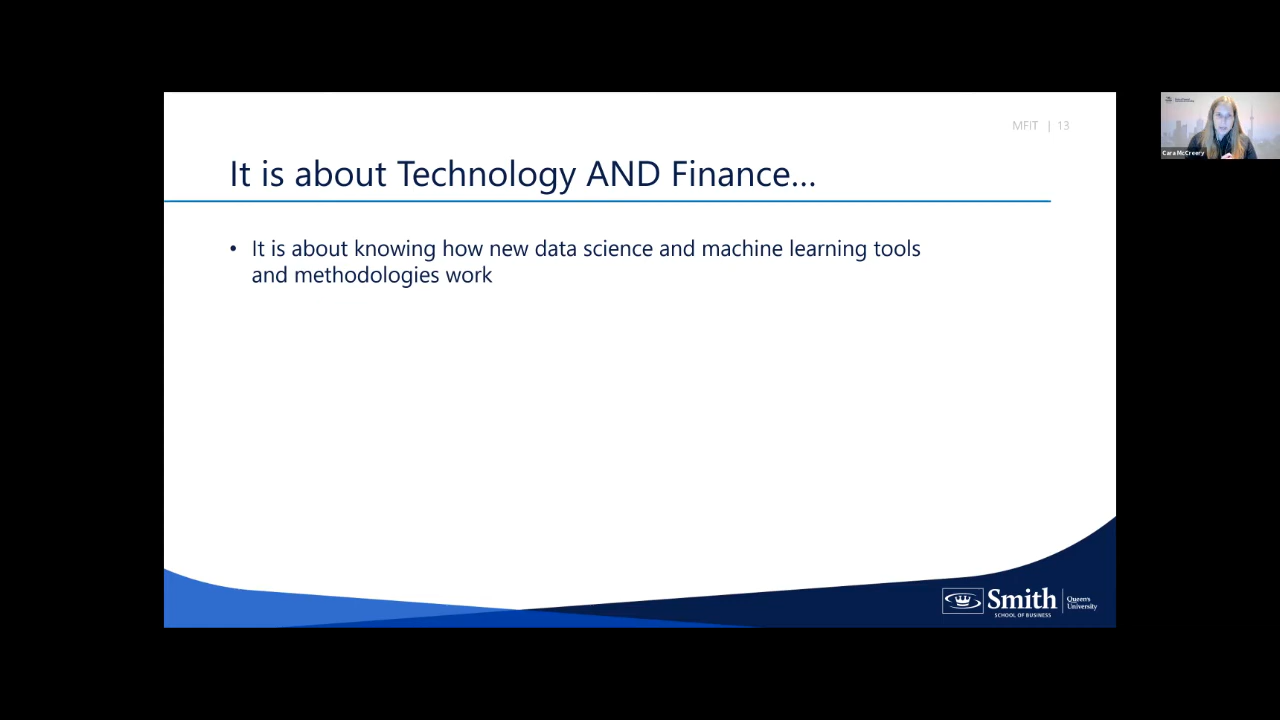 MFIT | 13
It is about Technology AND Finance...
• It is about knowing how new data science and machine learning tools
and methodologies work
Smith
SCHOOL OF BUSINESS
Queen's
University
Cara McCreery